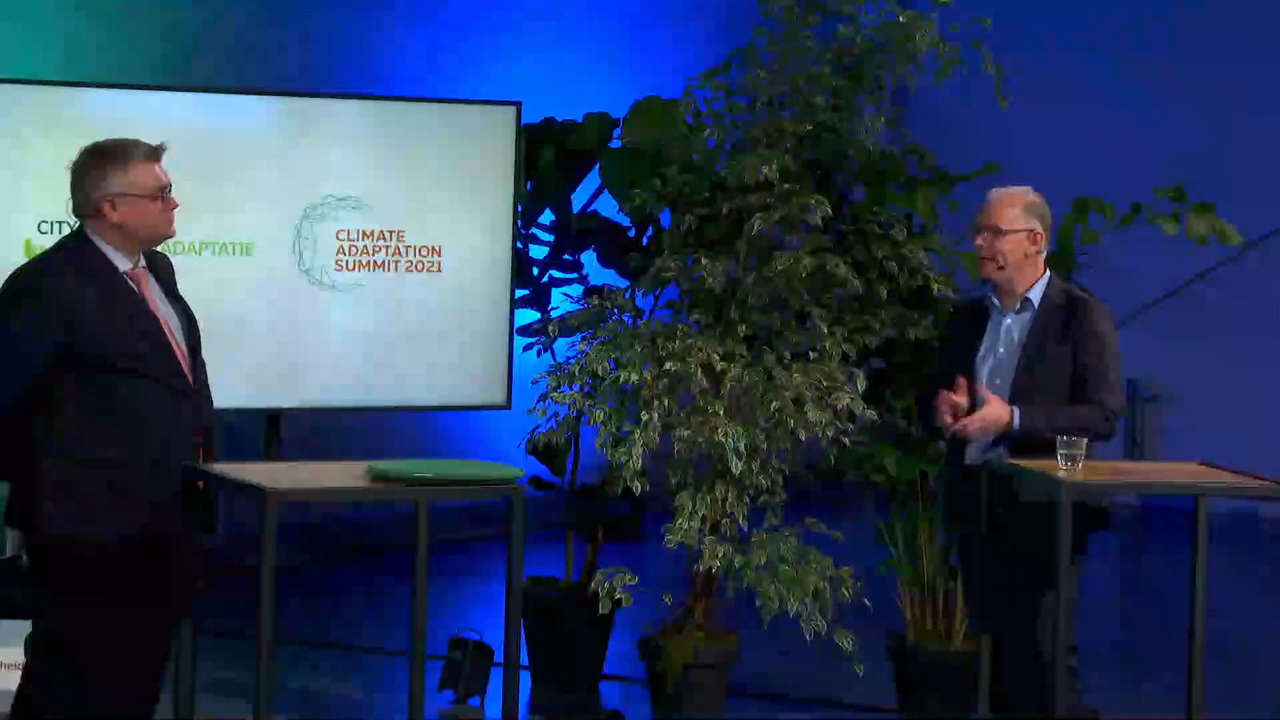 CITY
ADAPTATIE
CLIMATE
ADAPTATION
SUMMIT 2021